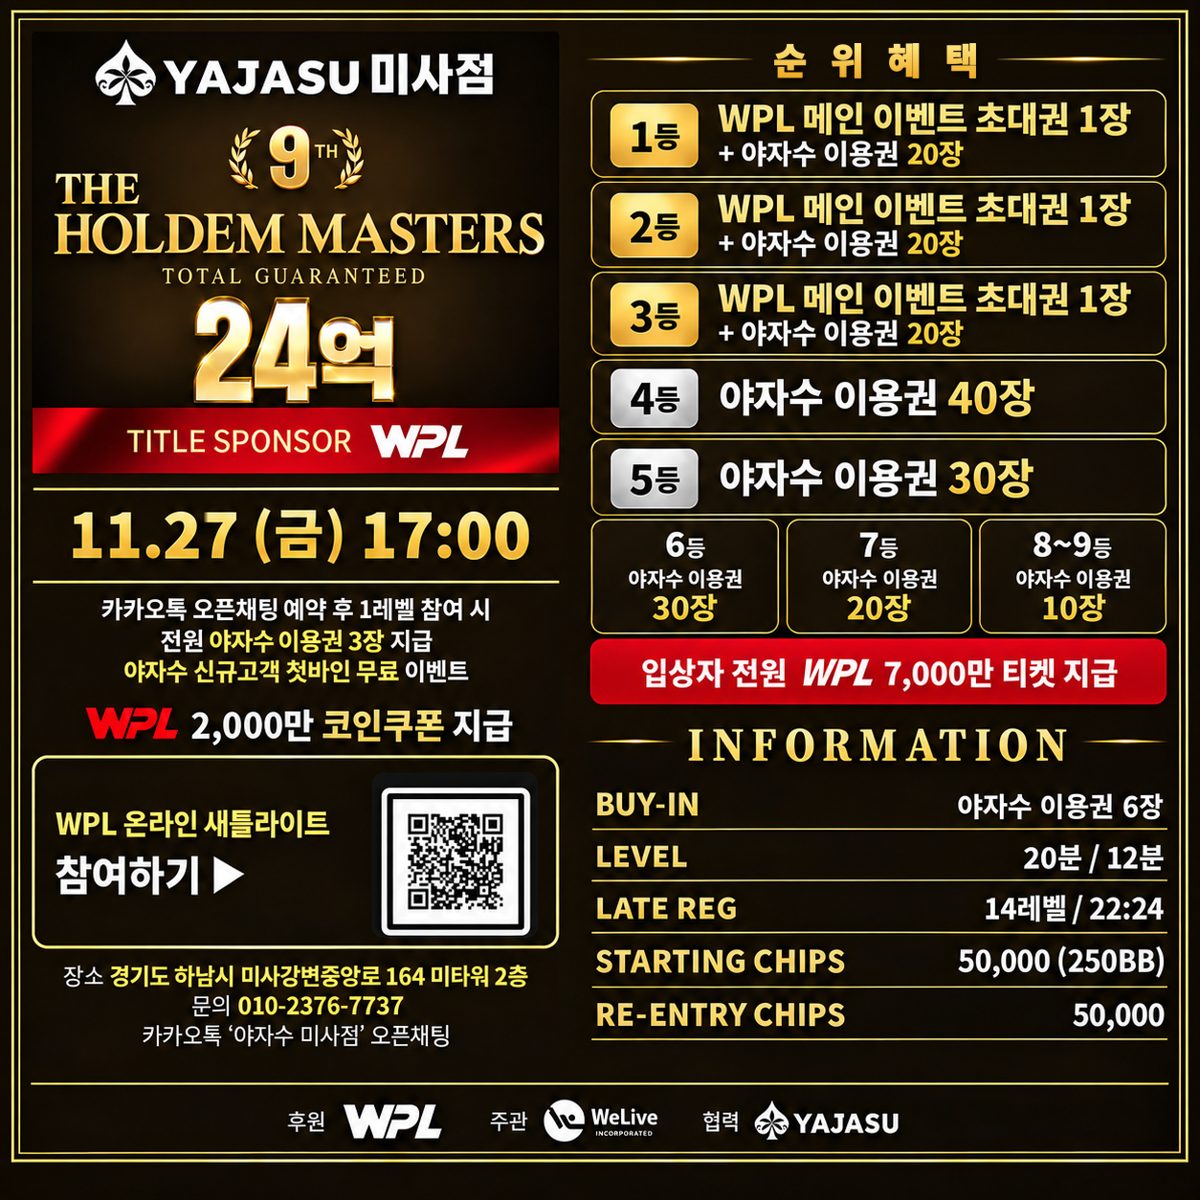 YAJASU 미사점
9TH
THE
HOLDEM MASTERS
TOTAL GUARANTEED
24억
TITLE SPONSOR WPL
11.27 (금) 17:00
카카오톡 오픈채팅 예약 후 1레벨 참여 시
전원 야자수 이용권 3장 지급
야자수 신규고객 첫바인 무료 이벤트
WPL 2,000만 코인쿠폰 지급
WPL 온라인 새틀라이트
참여하기 ▶
장소 경기도 하남시 미사강변중앙로 164 미타워 2층
문의 010-2376-7737
카카오톡 ‘야자수 미사점’ 오픈채팅
순위혜택
1등
WPL 메인 이벤트 초대권 1장
+ 야자수 이용권 20장
2등
WPL 메인 이벤트 초대권 1장
+ 야자수 이용권 20장
3등
WPL 메인 이벤트 초대권 1장
+ 야자수 이용권 20장
4등 야자수 이용권 40장
5등 야자수 이용권 30장
6등
야자수 이용권
30장
7등
야자수 이용권
20장
8~9등
야자수 이용권
10장
입상자 전원 WPL 7,000만 티켓 지급
INFORMATION
BUY-IN 야자수 이용권 6장
LEVEL 20분 / 12분
LATE REG 14레벨 / 22:24
STARTING CHIPS 50,000 (250BB)
RE-ENTRY CHIPS 50,000
후원 WPL 주관 WeLive INCORPORATED 협력 YAJASU